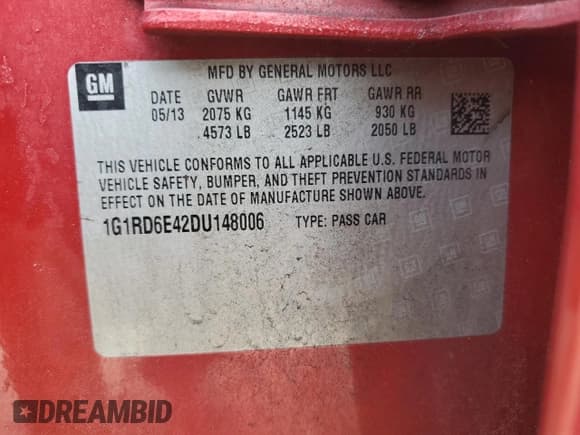 GM
MFD BY GENERAL MOTORS LLC
DATE GVWR GAWR FRT GAWR RR
05/13 2075 KG 1145 KG 930 KG
4573 LB 2523 LB 2050 LB
THIS VEHICLE CONFORMS TO ALL APPLICABLE U.S. FEDERAL MOTOR
VEHICLE SAFETY, BUMPER, AND THEFT PREVENTION STANDARDS IN
EFFECT ON THE DATE OF MANUFACTURE SHOWN ABOVE.
1G1RD6E42DU148006 TYPE: PASS CAR
DREAMBID